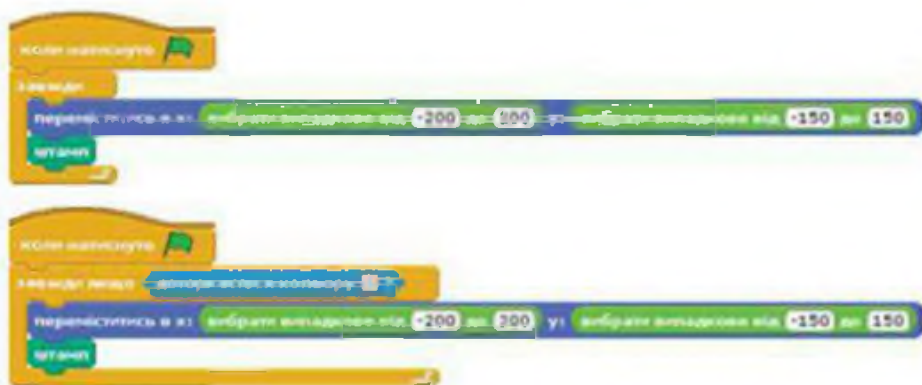 коли натиснуто
завжди
перемістись в x: вибрати випадкове від -200 до 200 y: вибрати випадкове від -150 до 150
штамп
коли натиснуто
завжди якщо
переміститись в x: вибрати випадкове від -200 до 200 y: вибрати випадкове від -150 до 150
штамп